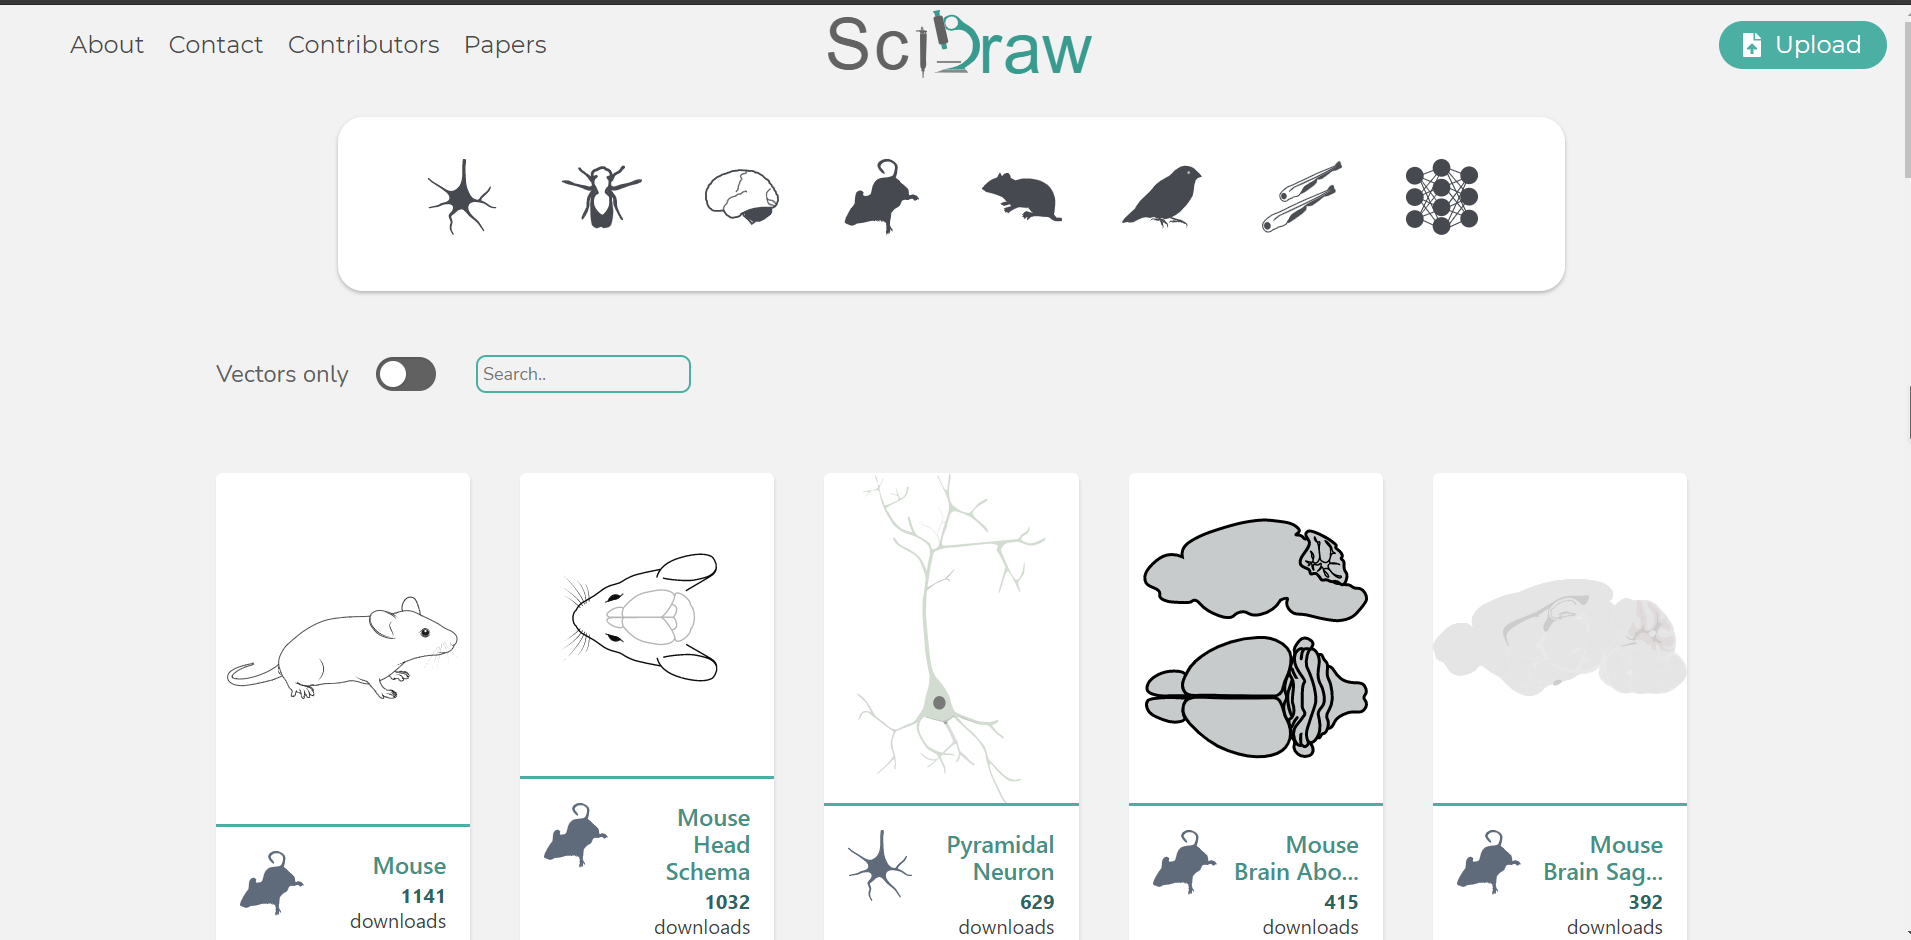 About Contact Contributors Papers
SciDraw
Upload
Vectors only
Search..
Mouse
1141
downloads
Mouse
Head
Schema
1032
downloads
Pyramidal
Neuron
629
downloads
Mouse
Brain Abo...
415
downloads
Mouse
Brain Sag...
392
downloads